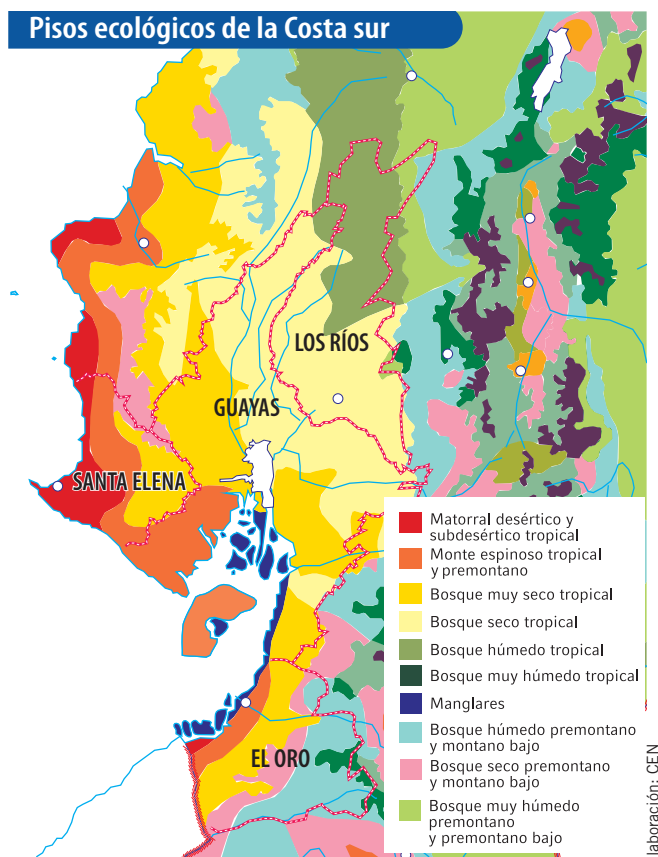 Pisos ecológicos de la Costa sur
LOS RÍOS
GUAYAS
SANTA ELENA
EL ORO
Matorral desértico y
subdesértico tropical
Monte espinoso tropical
y premontano
Bosque muy seco tropical
Bosque seco tropical
Bosque húmedo tropical
Bosque muy húmedo tropical
Manglares
Bosque húmedo premontano
y montano bajo
Bosque seco premontano
y montano bajo
Bosque muy húmedo
premontano
y premontano bajo
laboración: CEN